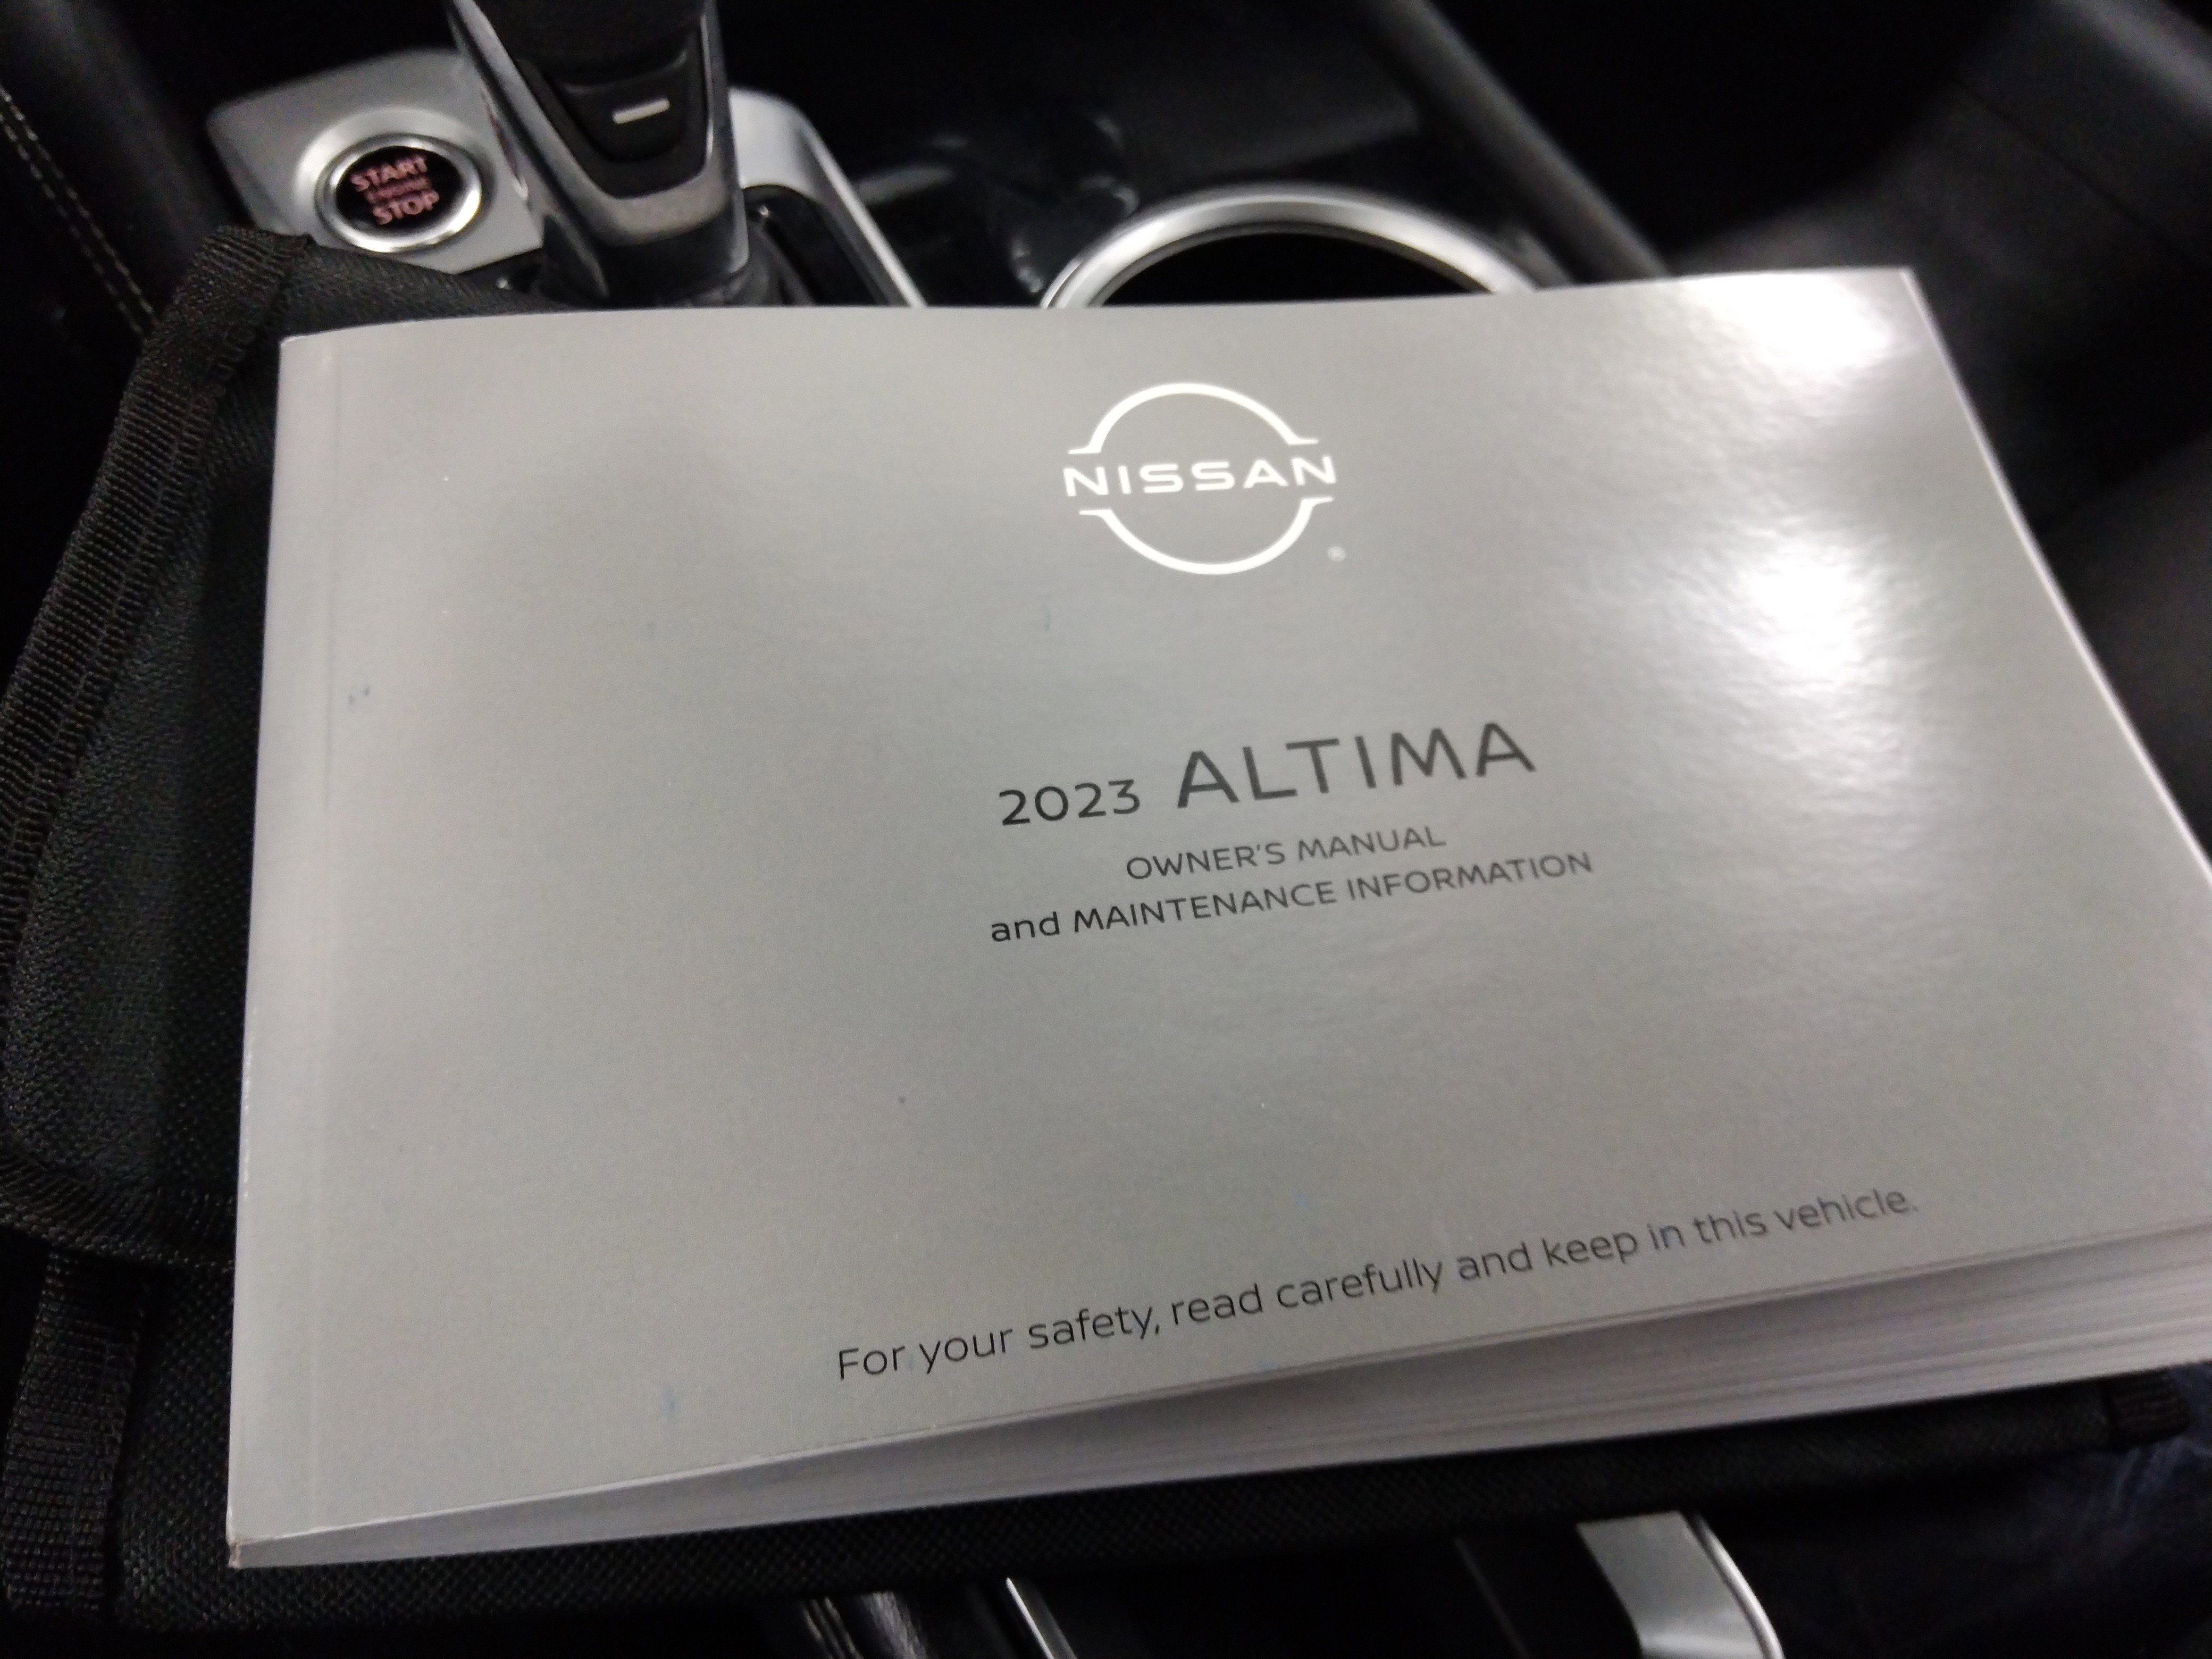 START
STOP
NISSAN
®
2023 ALTIMA
OWNER'S MANUAL
and MAINTENANCE INFORMATION
For your safety, read carefully and keep in this vehicle.